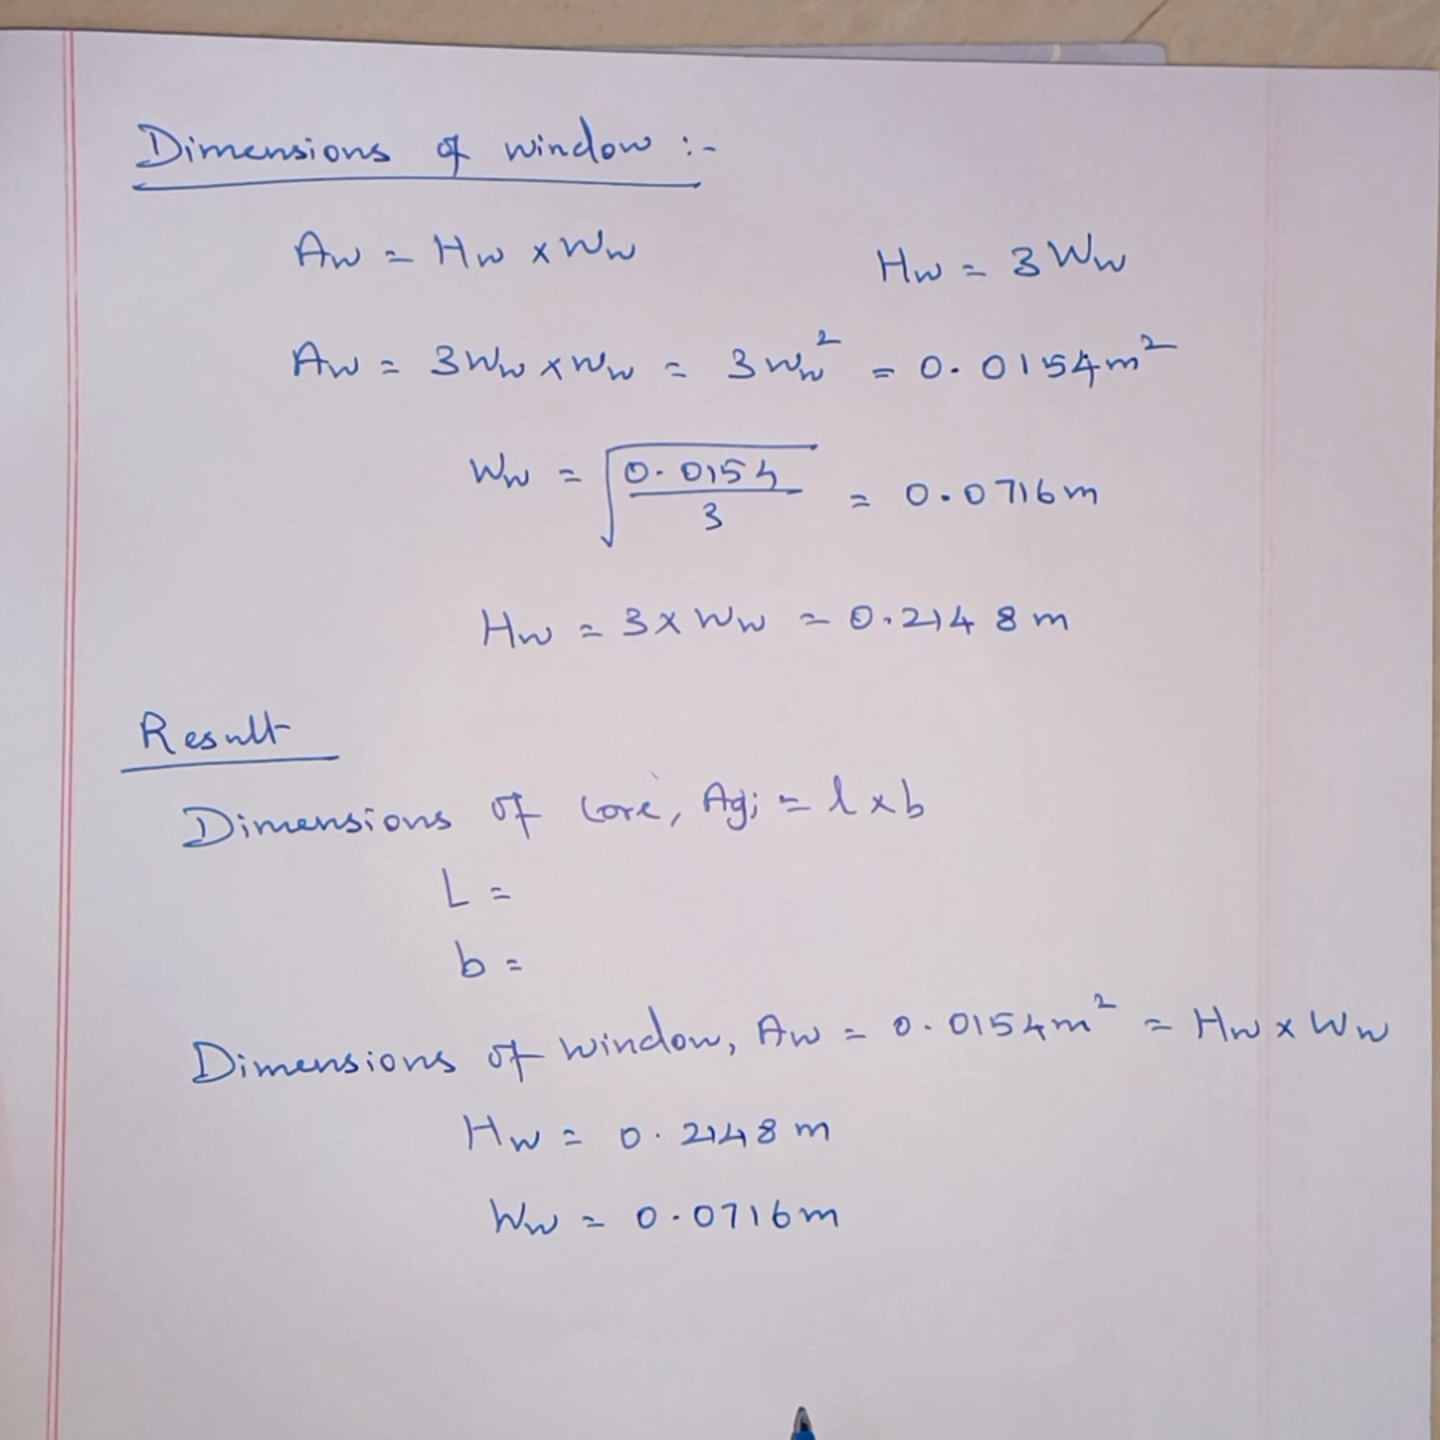 Dimensions of window :-
Aw = Hw x Ww        Hw = 3 Ww
Aw = 3Ww x Ww = 3Ww² = 0.0154m²
Ww = √(0.0154/3) = 0.0716m
Hw = 3 x Ww = 0.2148 m
Result
Dimensions of Core, Agi = l x b
L =
b =
Dimensions of window, Aw = 0.0154m² = Hw x Ww
Hw = 0.2148 m
Ww = 0.0716m